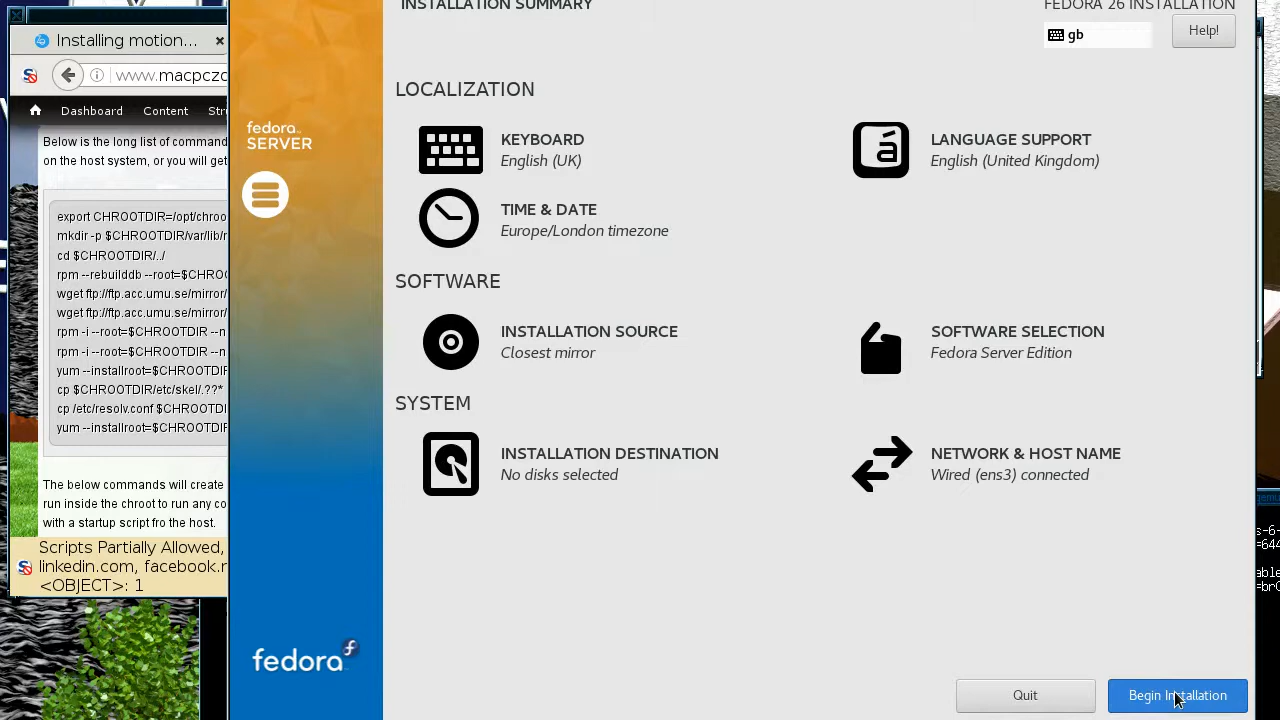 INSTALLATION SUMMARY
FEDORA 26 INSTALLATION
gb
Help!
LOCALIZATION
KEYBOARD
English (UK)
LANGUAGE SUPPORT
English (United Kingdom)
TIME & DATE
Europe/London timezone
SOFTWARE
INSTALLATION SOURCE
Closest mirror
SOFTWARE SELECTION
Fedora Server Edition
SYSTEM
INSTALLATION DESTINATION
No disks selected
NETWORK & HOST NAME
Wired (ens3) connected
Quit
Begin Installation
fedora
SERVER
fedora
Installing motion...
www.macpczo
Dashboard Content Str
Below is the long list of command
on the host system, or you will get
export CHROOTDIR=/opt/chroo
mkdir -p $CHROOTDIR/var/lib/r
cd $CHROOTDIR/../
rpm --rebuilddb --root=$CHRO
wget ftp://ftp.acc.umu.se/mirror/
wget ftp://ftp.acc.umu.se/mirror/
rpm -i --root=$CHROOTDIR --n
rpm -i --root=$CHROOTDIR --n
yum --installroot=$CHROOTDIF
cp $CHROOTDIR/etc/skel/.??*
cp /etc/resolv.conf $CHROOTDI
yum --installroot=$CHROOTDIF
The below commands will create
run inside the chroot to run any co
with a startup script fro the host.
Scripts Partially Allowed,
linkedin.com, facebook.r
<OBJECT>: 1
s-6-
=644
able
=br0